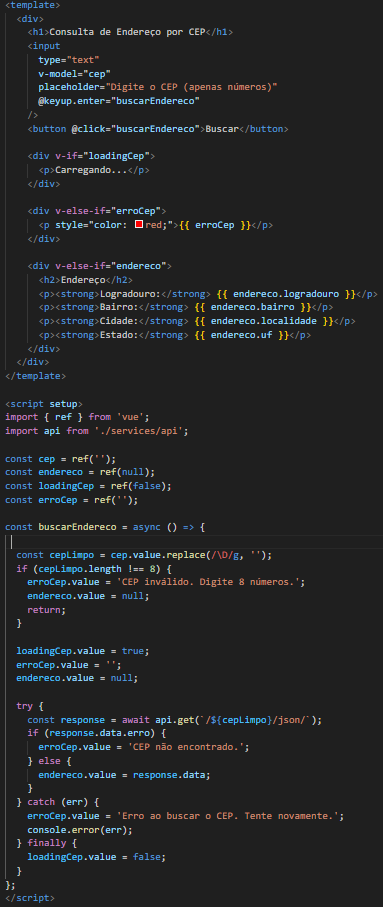 <template>
  <div>
    <h1>Consulta de Endereço por CEP</h1>
    <input
      type="text"
      v-model="cep"
      placeholder="Digite o CEP (apenas números)"
      @keyup.enter="buscarEndereco"
    />
    <button @click="buscarEndereco">Buscar</button>

    <div v-if="loadingCep">
      <p>Carregando...</p>
    </div>

    <div v-else-if="erroCep">
      <p style="color: red;">{{ erroCep }}</p>
    </div>

    <div v-else-if="endereco">
      <h2>Endereço</h2>
      <p><strong>Logradouro:</strong> {{ endereco.logradouro }}</p>
      <p><strong>Bairro:</strong> {{ endereco.bairro }}</p>
      <p><strong>Cidade:</strong> {{ endereco.localidade }}</p>
      <p><strong>Estado:</strong> {{ endereco.uf }}</p>
    </div>
  </div>
</template>

<script setup>
import { ref } from 'vue';
import api from './services/api';

const cep = ref('');
const endereco = ref(null);
const loadingCep = ref(false);
const erroCep = ref('');

const buscarEndereco = async () => {

  const cepLimpo = cep.value.replace(/\D/g, '');
  if (cepLimpo.length !== 8) {
    erroCep.value = 'CEP inválido. Digite 8 números.';
    endereco.value = null;
    return;
  }

  loadingCep.value = true;
  erroCep.value = '';
  endereco.value = null;

  try {
    const response = await api.get(`/${cepLimpo}/json/`);
    if (response.data.erro) {
      erroCep.value = 'CEP não encontrado.';
    } else {
      endereco.value = response.data;
    }
  } catch (err) {
    erroCep.value = 'Erro ao buscar o CEP. Tente novamente.';
    console.error(err);
  } finally {
    loadingCep.value = false;
  }
};
</script>